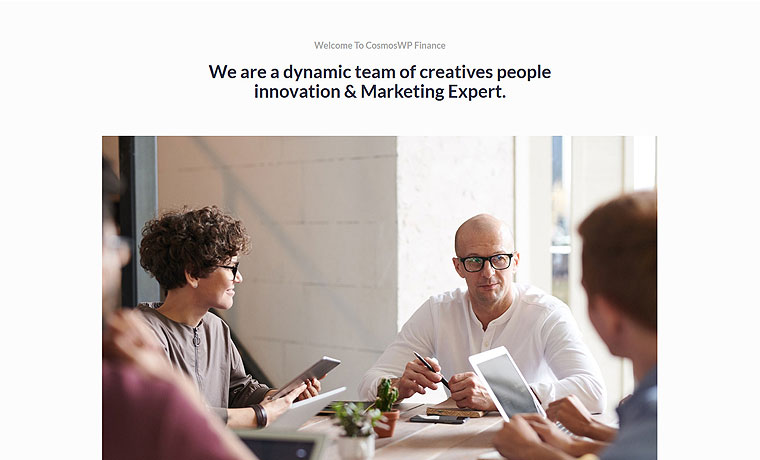 Welcome To CosmosWP Finance
We are a dynamic team of creatives people
innovation & Marketing Expert.